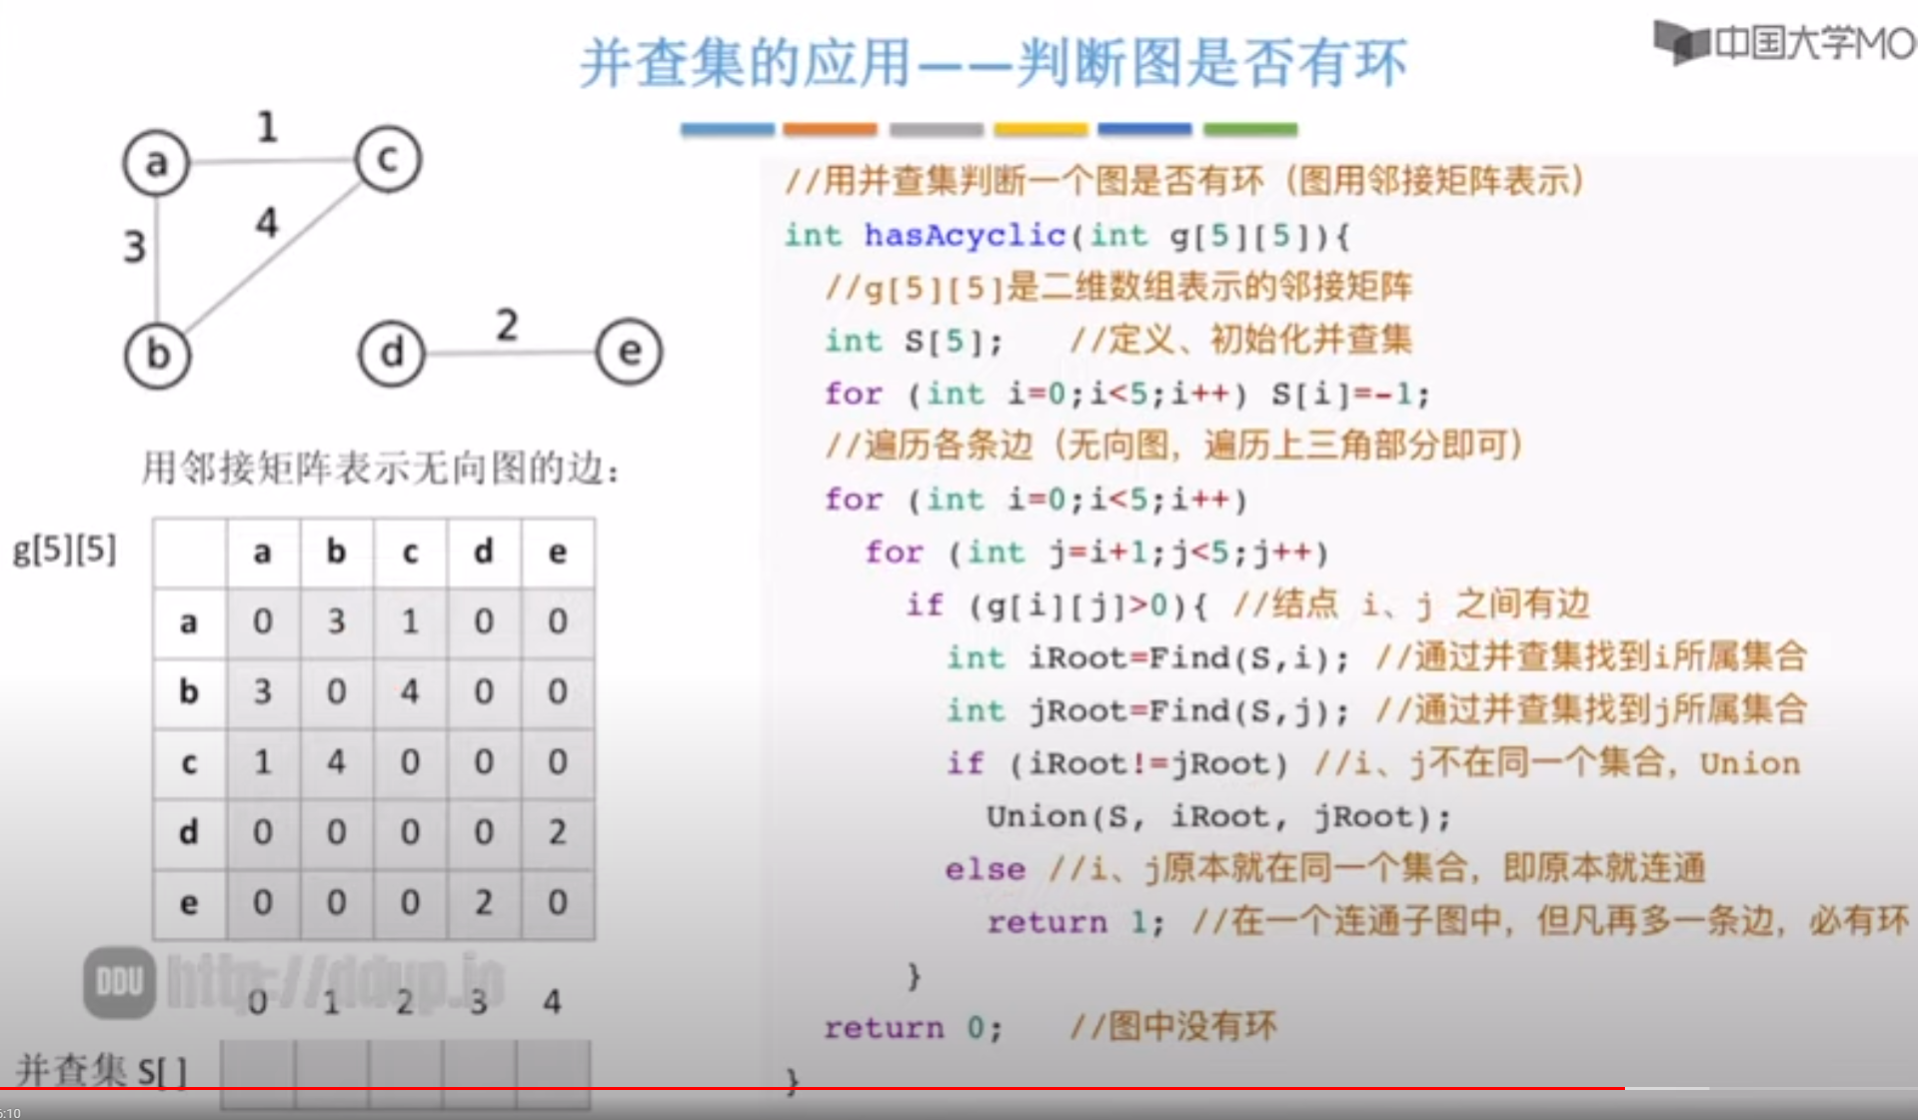 并查集的应用——判断图是否有环
中国大学MO
a
1
c
3
4
b
d
2
e
用邻接矩阵表示无向图的边：
g[5][5]
a b c d e
a 0 3 1 0 0
b 3 0 4 0 0
c 1 4 0 0 0
d 0 0 0 0 2
e 0 0 0 2 0
DDU http://ddup.io
0 1 2 3 4
并查集 S[ ]
//用并查集判断一个图是否有环（图用邻接矩阵表示）
int hasAcyclic(int g[5][5]){
//g[5][5]是二维数组表示的邻接矩阵
int S[5]; //定义、初始化并查集
for (int i=0;i<5;i++) S[i]=-1;
//遍历各条边（无向图，遍历上三角部分即可）
for (int i=0;i<5;i++)
for (int j=i+1;j<5;j++)
if (g[i][j]>0){ //结点 i、j 之间有边
int iRoot=Find(S,i); //通过并查集找到i所属集合
int jRoot=Find(S,j); //通过并查集找到j所属集合
if (iRoot!=jRoot) //i、j不在同一个集合，Union
Union(S, iRoot, jRoot);
else //i、j原本就在同一个集合，即原本就连通
return 1; //在一个连通子图中，但凡再多一条边，必有环
}
return 0; //图中没有环
}
:10